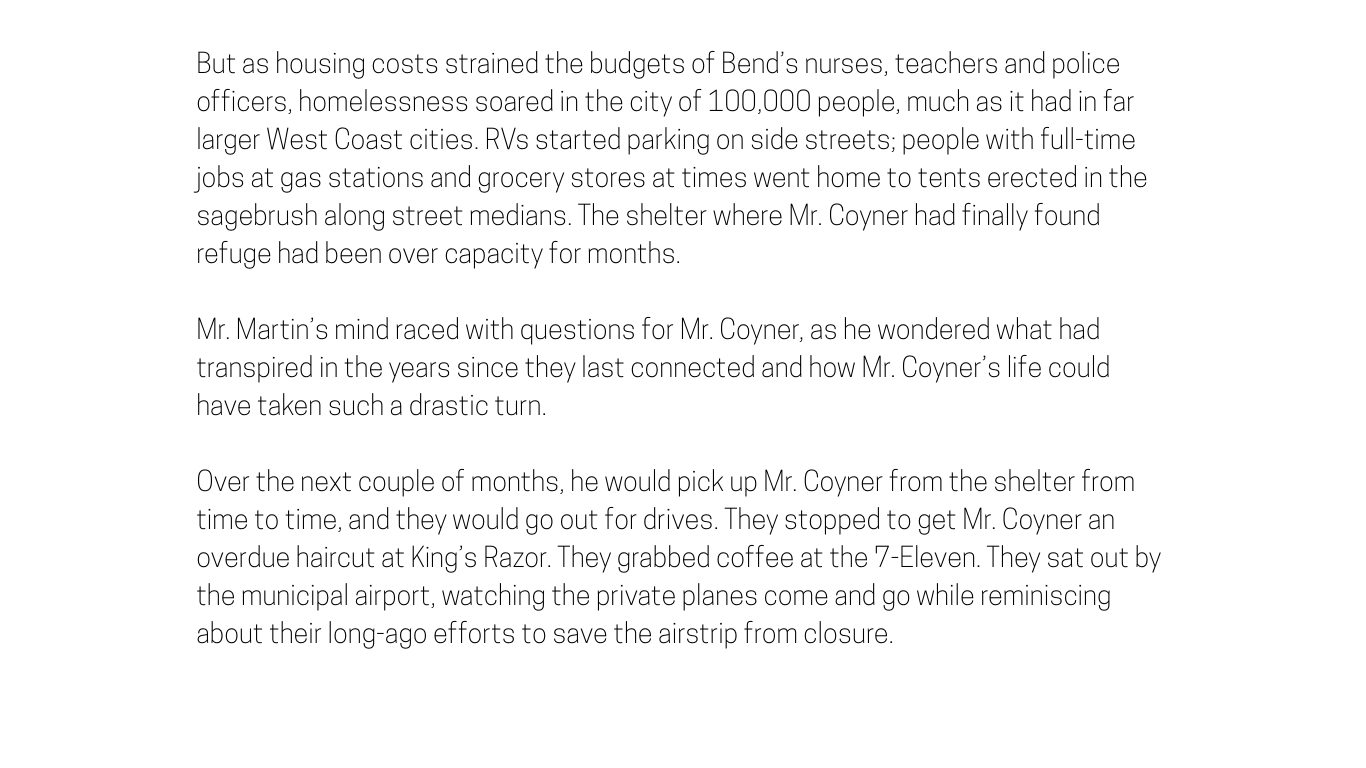 But as housing costs strained the budgets of Bend’s nurses, teachers and police
officers, homelessness soared in the city of 100,000 people, much as it had in far
larger West Coast cities. RVs started parking on side streets; people with full-time
jobs at gas stations and grocery stores at times went home to tents erected in the
sagebrush along street medians. The shelter where Mr. Coyner had finally found
refuge had been over capacity for months.
Mr. Martin’s mind raced with questions for Mr. Coyner, as he wondered what had
transpired in the years since they last connected and how Mr. Coyner’s life could
have taken such a drastic turn.
Over the next couple of months, he would pick up Mr. Coyner from the shelter from
time to time, and they would go out for drives. They stopped to get Mr. Coyner an
overdue haircut at King’s Razor. They grabbed coffee at the 7-Eleven. They sat out by
the municipal airport, watching the private planes come and go while reminiscing
about their long-ago efforts to save the airstrip from closure.